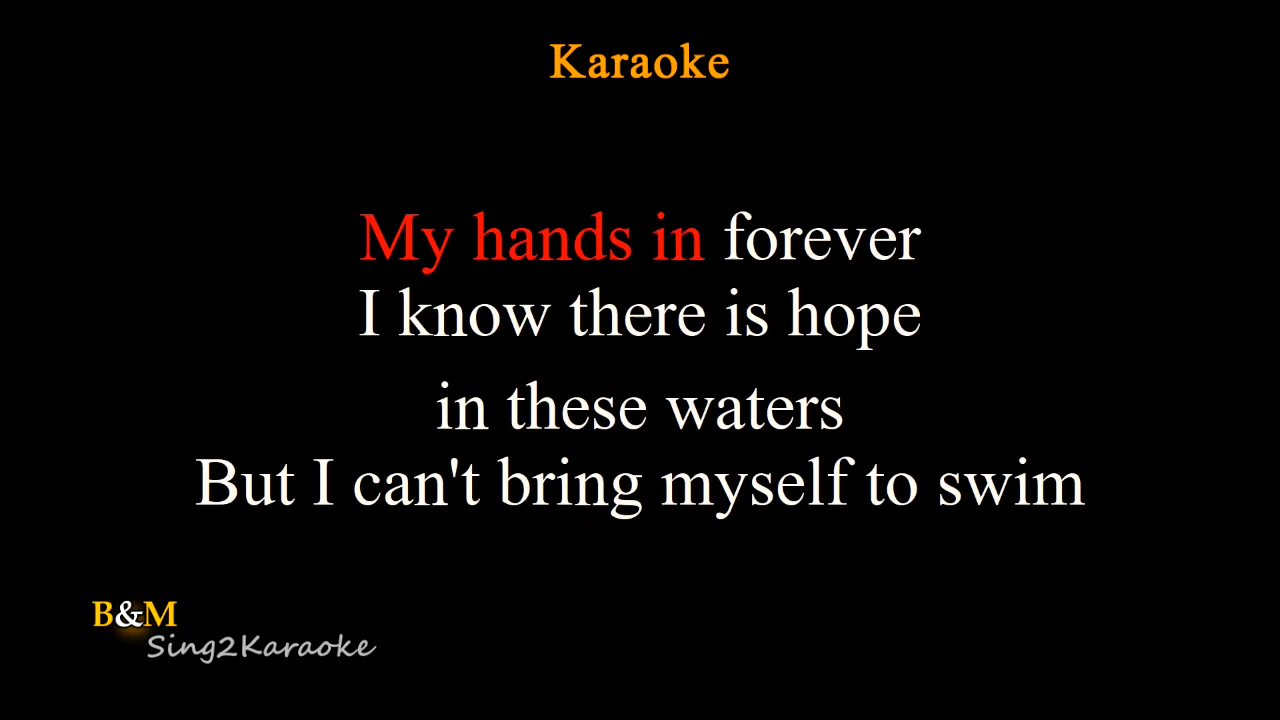 Karaoke
My hands in forever
I know there is hope
in these waters
But I can't bring myself to swim
B&M
Sing2Karaoke